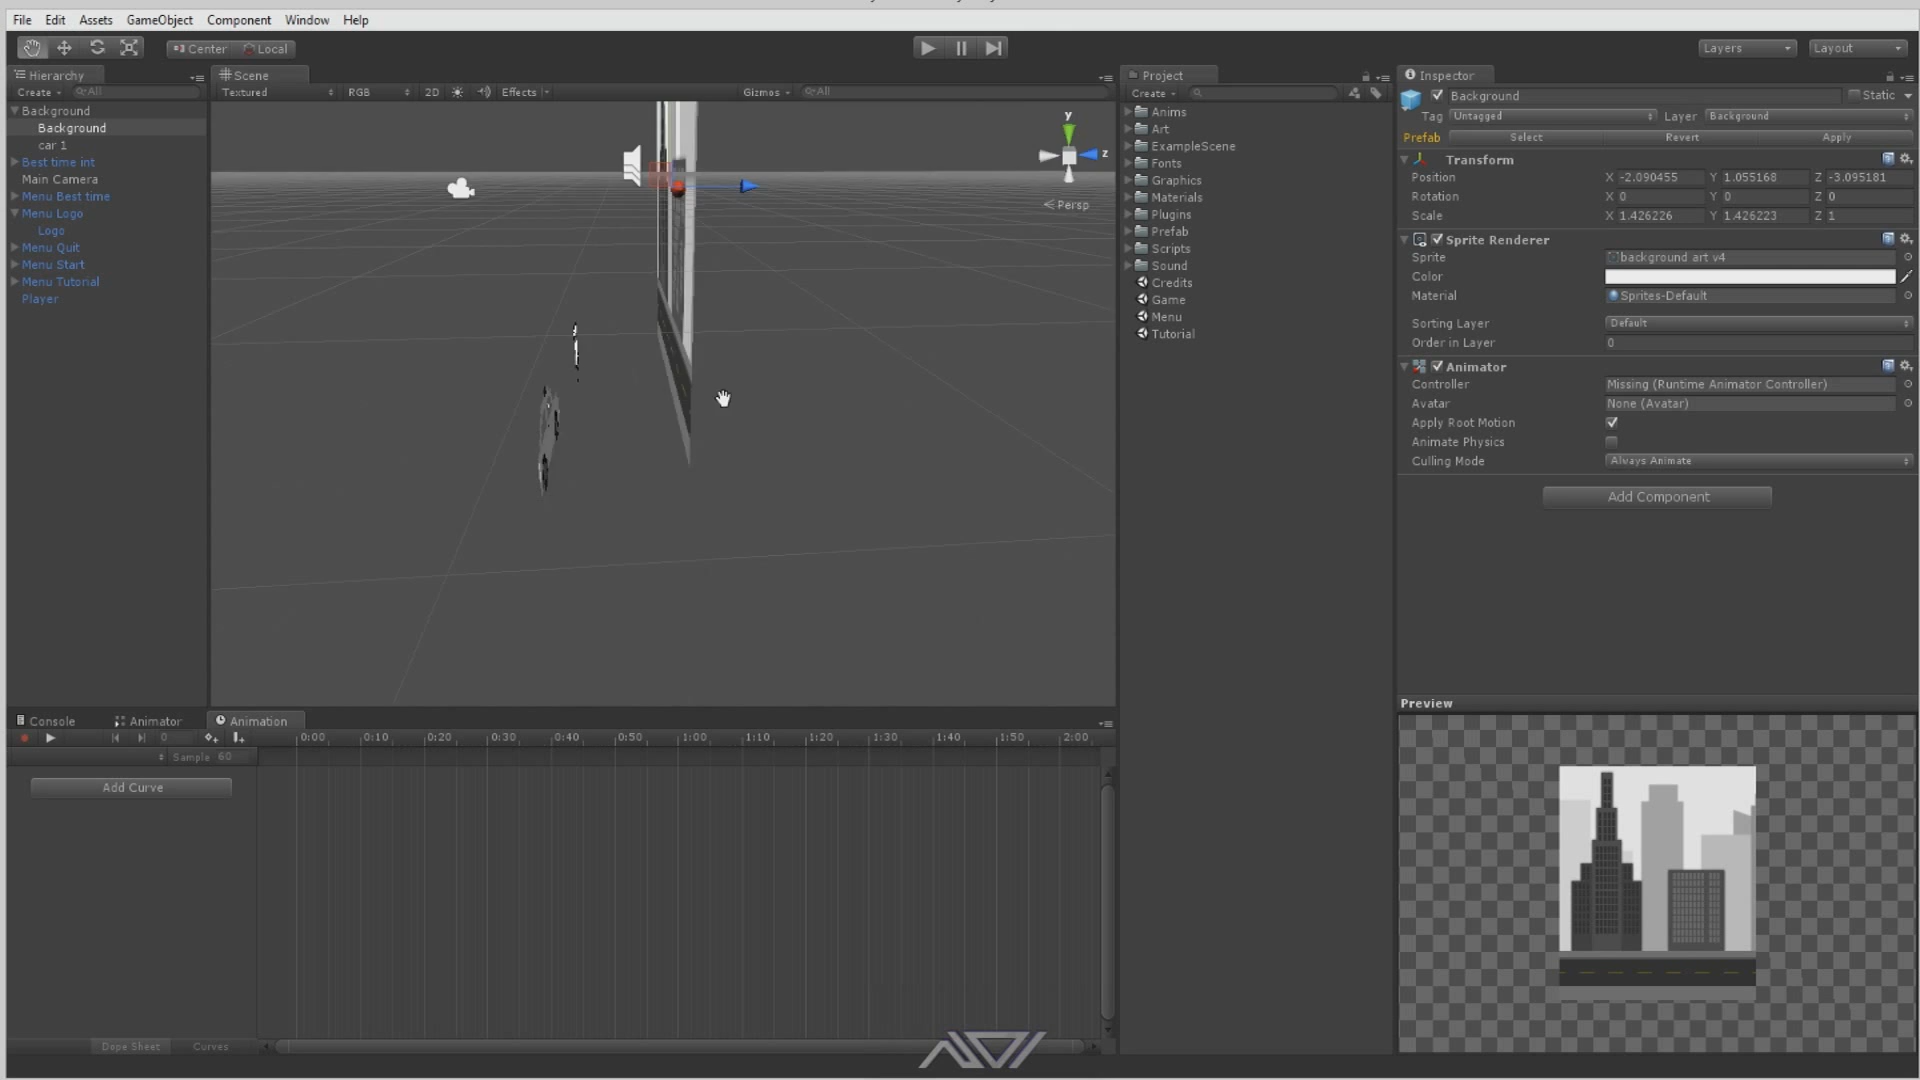 File Edit Assets GameObject Component Window Help
Center Local
Layers Layout
Hierarchy
Create All
Background
Background
car 1
Best time int
Main Camera
Menu Best time
Menu Logo
Logo
Menu Quit
Menu Start
Menu Tutorial
Player
Scene
Textured RGB 2D Effects Gizmos All
y
z
Persp
Project
Create
Anims
Art
ExampleScene
Fonts
Graphics
Materials
Plugins
Prefab
Scripts
Sound
Credits
Game
Menu
Tutorial
Inspector
Background Static
Tag Untagged Layer Background
Prefab Select Revert Apply
Transform
Position X -2.090455 Y 1.055168 Z -3.095181
Rotation X 0 Y 0 Z 0
Scale X 1.426226 Y 1.426223 Z 1
Sprite Renderer
Sprite background art v4
Color
Material Sprites-Default
Sorting Layer Default
Order in Layer 0
Animator
Controller Missing (Runtime Animator Controller)
Avatar None (Avatar)
Apply Root Motion
Animate Physics
Culling Mode Always Animate
Add Component
Preview
Console Animator Animation
0 0:00 0:10 0:20 0:30 0:40 0:50 1:00 1:10 1:20 1:30 1:40 1:50 2:00
Sample 60
Add Curve
Dope Sheet Curves